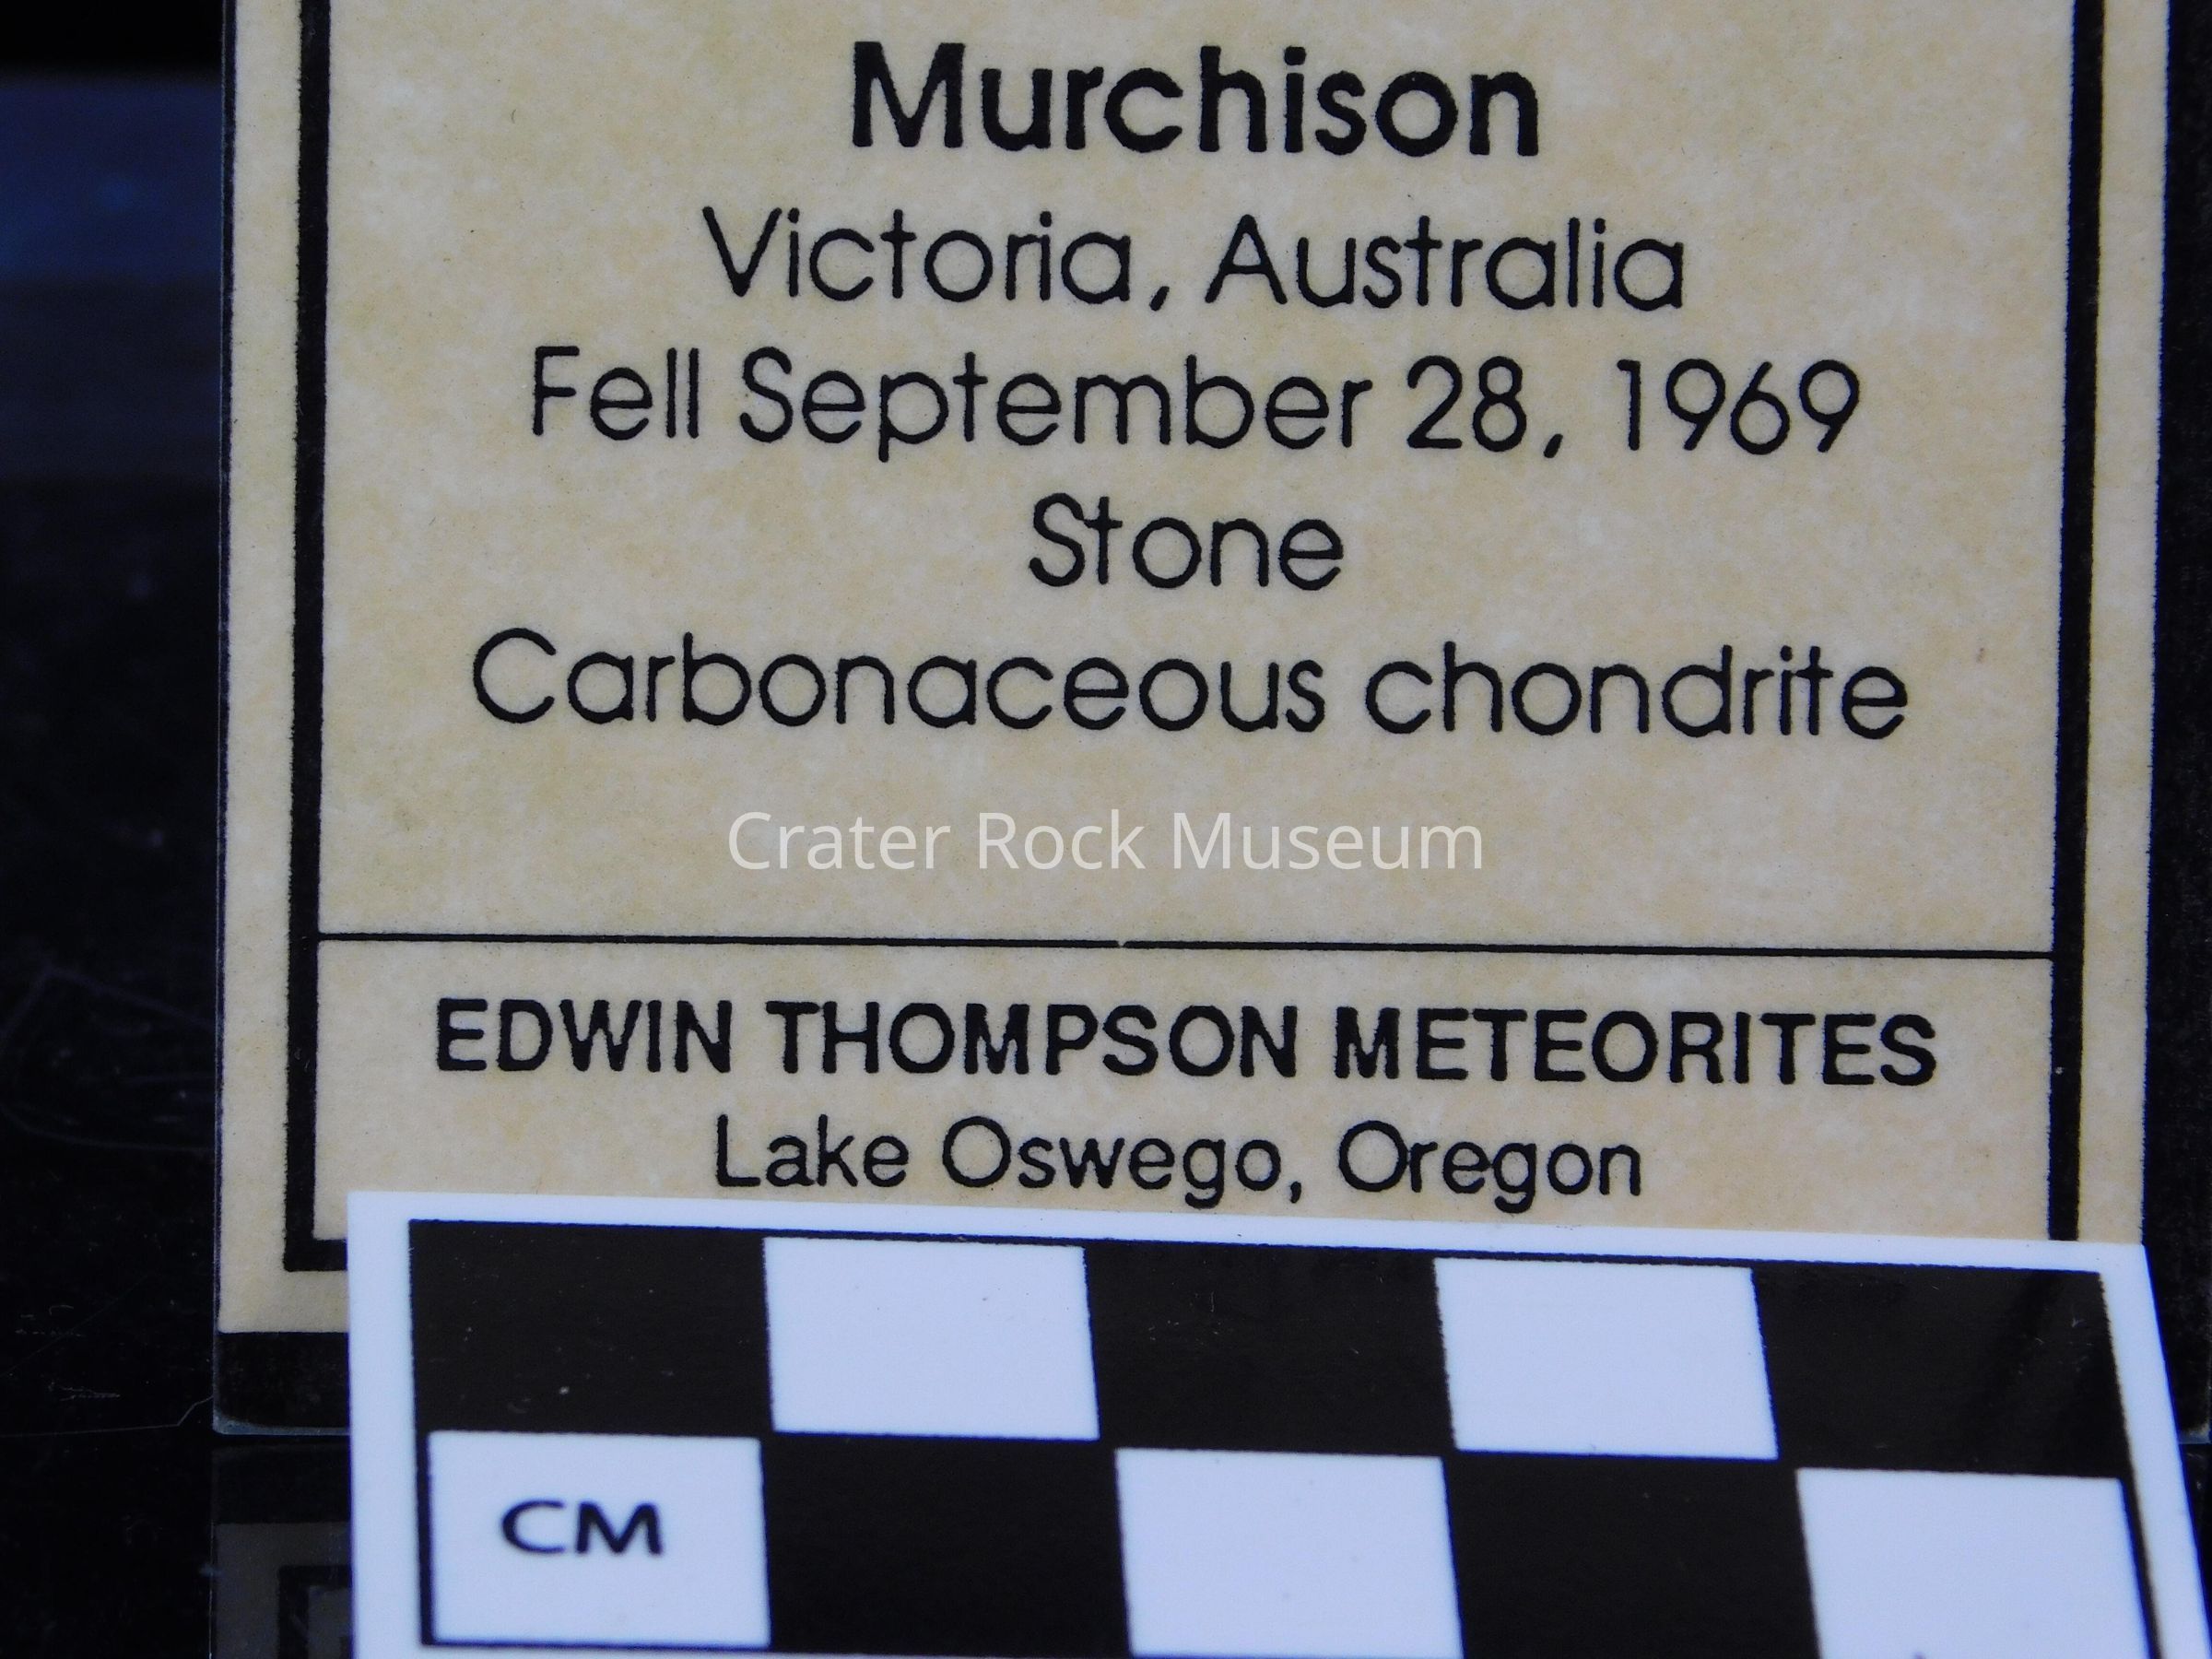 Murchison
Victoria, Australia
Fell September 28, 1969
Stone
Carbonaceous chondrite
Crater Rock Museum
EDWIN THOMPSON METEORITES
Lake Oswego, Oregon
CM